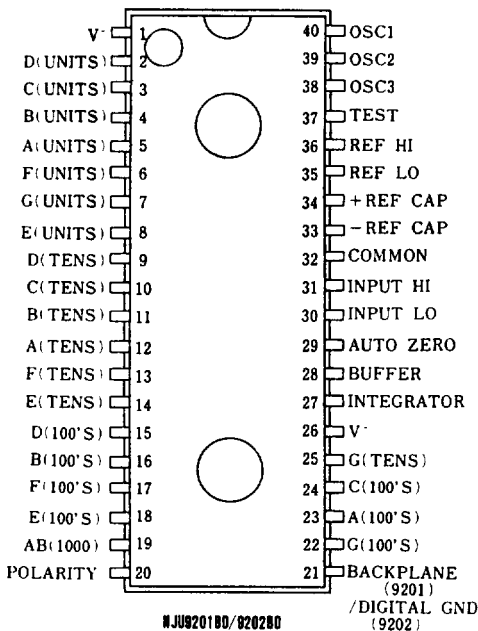 V- 1
D(UNITS) 2
C(UNITS) 3
B(UNITS) 4
A(UNITS) 5
F(UNITS) 6
G(UNITS) 7
E(UNITS) 8
D(TENS) 9
C(TENS) 10
B(TENS) 11
A(TENS) 12
F(TENS) 13
E(TENS) 14
D(100'S) 15
B(100'S) 16
F(100'S) 17
E(100'S) 18
AB(1000) 19
POLARITY 20
40 OSC1
39 OSC2
38 OSC3
37 TEST
36 REF HI
35 REF LO
34 +REF CAP
33 -REF CAP
32 COMMON
31 INPUT HI
30 INPUT LO
29 AUTO ZERO
28 BUFFER
27 INTEGRATOR
26 V-
25 G(TENS)
24 C(100'S)
23 A(100'S)
22 G(100'S)
21 BACKPLANE
(9201)
/DIGITAL GND
(9202)
NJU9201BD/9202BD